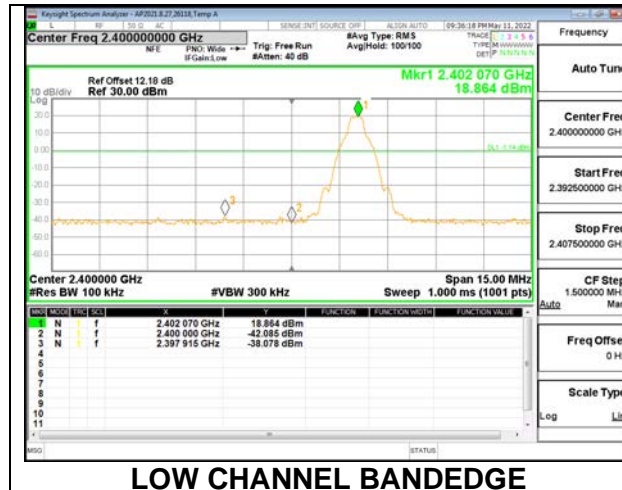 Keysight Spectrum Analyzer - AP2021.8.27,26118,Temp A
L RF 50 Ω AC SENSE:INT SOURCE OFF ALIGN AUTO 09:36:18 PM May 11, 2022
Center Freq 2.400000000 GHz
NFE PNO: Wide Trig: Free Run #Avg Type: RMS TRACE 1 2 3 4 5 6
IFGain:Low #Atten: 40 dB Avg|Hold: 100/100 TYPE M WWWWW
DET P NNNNN
Frequency
Auto Tune
Center Freq
2.400000000 GHz
Start Freq
2.392500000 GHz
Stop Freq
2.407500000 GHz
CF Step
1.500000 MHz
Auto Man
Freq Offset
0 Hz
Scale Type
Log Lin
Ref Offset 12.18 dB
10 dB/div Ref 30.00 dBm
Log
Mkr1 2.402 070 GHz
18.864 dBm
20.0
10.0
0.00
-10.0
-20.0
-30.0
-40.0
-50.0
-60.0
1
2
3
Center 2.400000 GHz Span 15.00 MHz
#Res BW 100 kHz #VBW 300 kHz Sweep 1.000 ms (1001 pts)
MKR MODE TRC SCL X Y FUNCTION FUNCTION WIDTH FUNCTION VALUE
1 N 1 f 2.402 070 GHz 18.864 dBm
2 N 1 f 2.400 000 GHz -42.085 dBm
3 N 1 f 2.397 915 GHz -38.078 dBm
4
5
6
7
8
9
10
11
MSG STATUS
LOW CHANNEL BANDEDGE